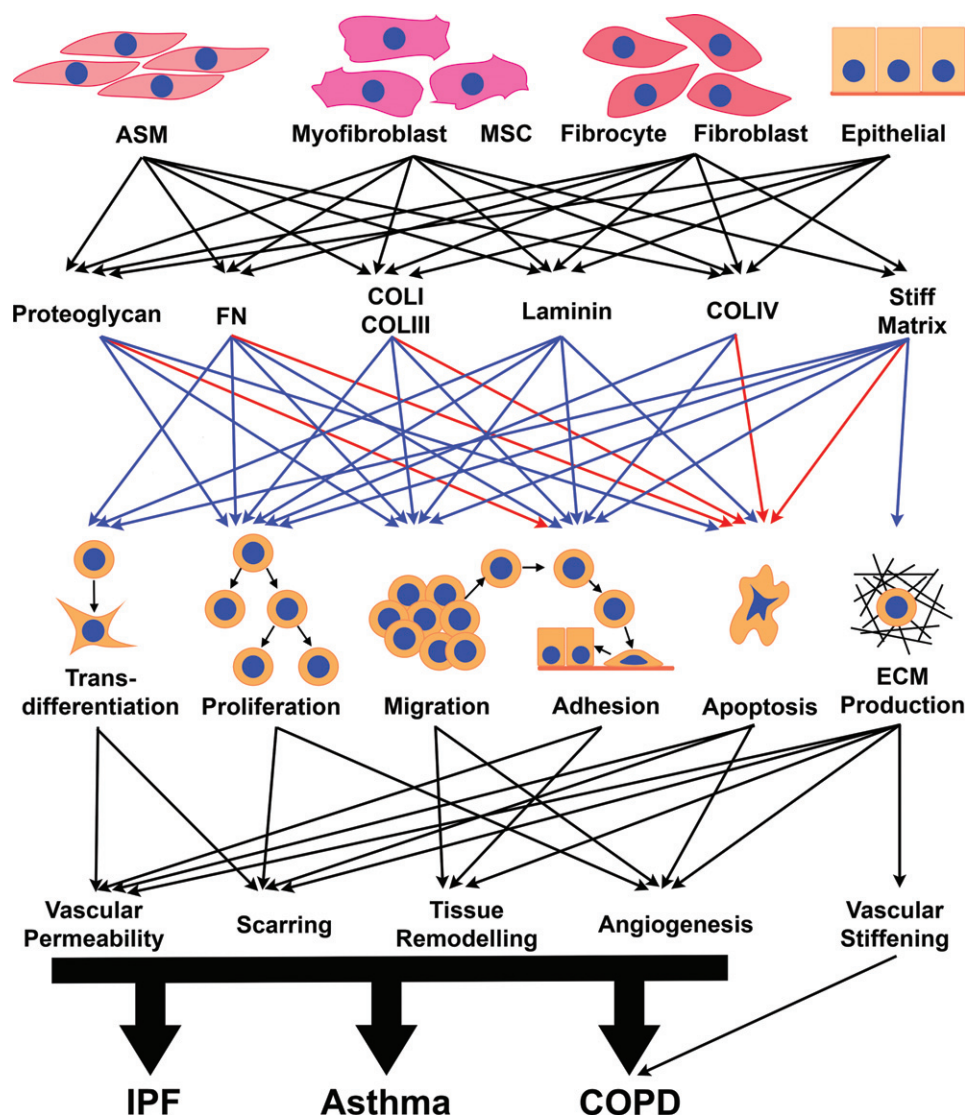 ASM
Myofibroblast
MSC
Fibrocyte
Fibroblast
Epithelial
Proteoglycan
FN
COLI
COLIII
Laminin
COLIV
Stiff
Matrix
Trans-
differentiation
Proliferation
Migration
Adhesion
Apoptosis
ECM
Production
Vascular
Permeability
Scarring
Tissue
Remodelling
Angiogenesis
Vascular
Stiffening
IPF
Asthma
COPD